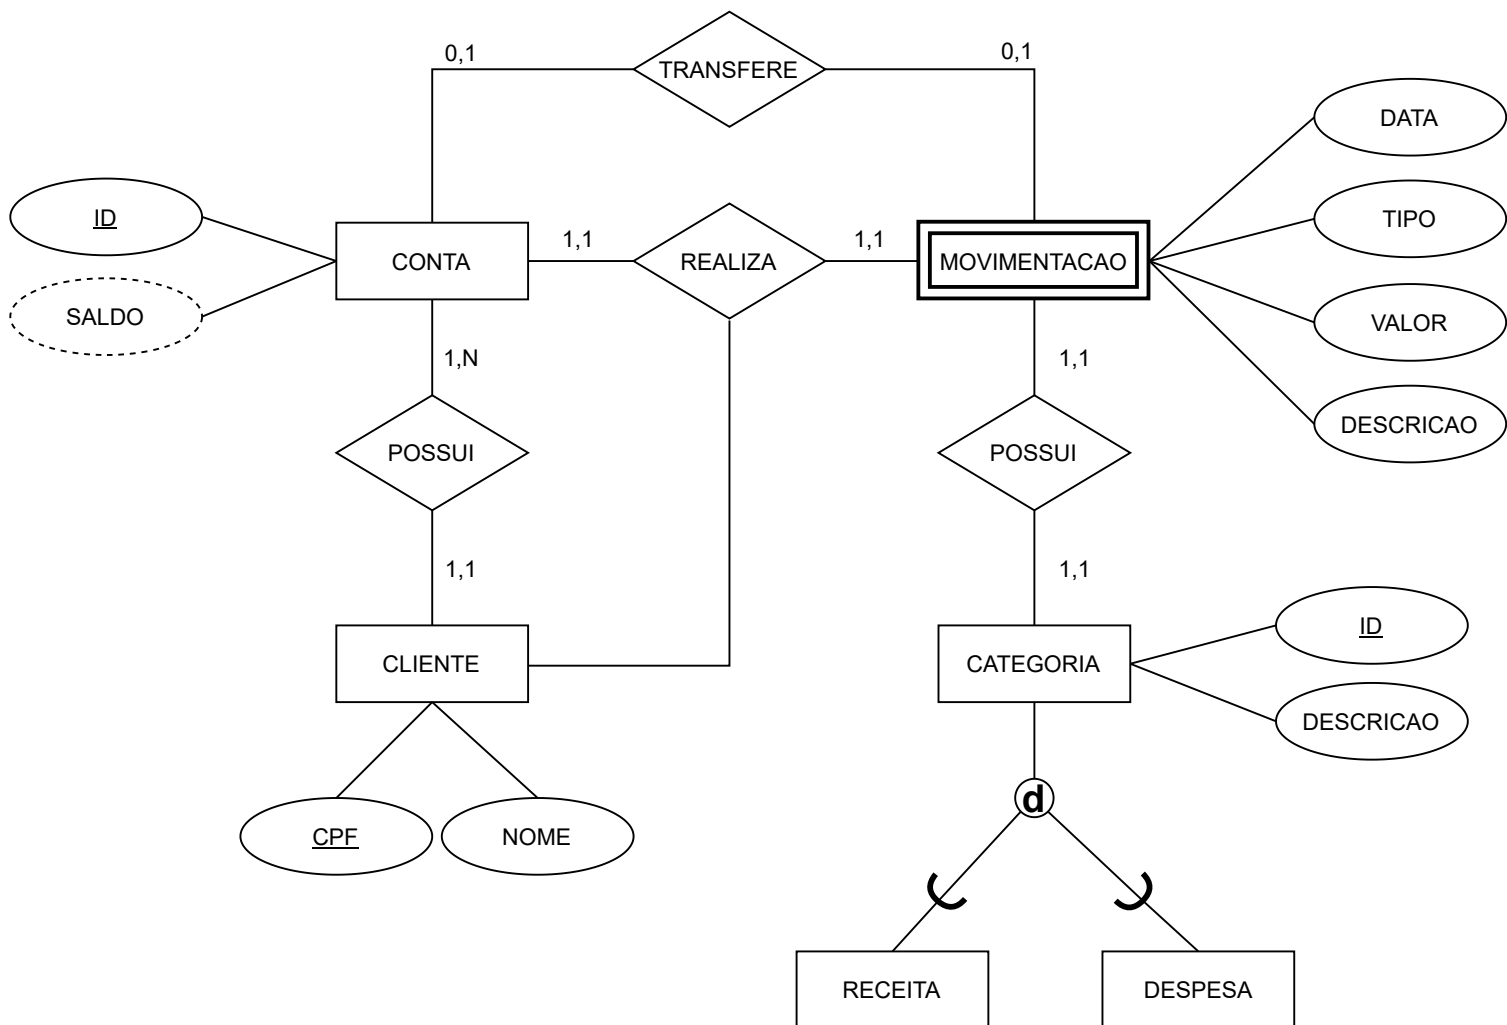 0,1
TRANSFERE
0,1
DATA
ID
TIPO
CONTA
1,1
REALIZA
1,1
MOVIMENTACAO
SALDO
VALOR
1,N
1,1
DESCRICAO
POSSUI
POSSUI
1,1
1,1
ID
CLIENTE
CATEGORIA
DESCRICAO
d
CPF
NOME
RECEITA
DESPESA